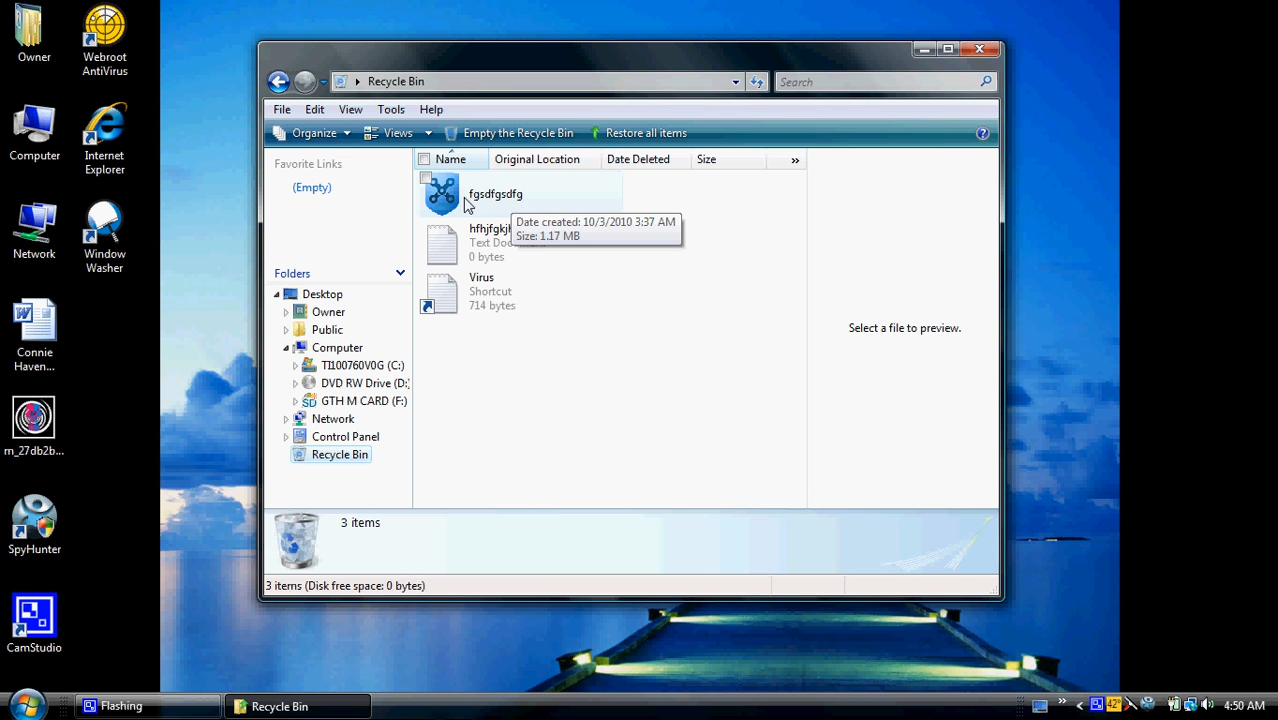 Owner
Webroot
AntiVirus
Computer
Internet
Explorer
Network
Window
Washer
Connie
Haven...
m_27db2b...
SpyHunter
CamStudio
Recycle Bin
Search
File Edit View Tools Help
Organize Views Empty the Recycle Bin Restore all items ?
Favorite Links
(Empty)
Folders
Desktop
Owner
Public
Computer
TI100760V0G (C:)
DVD RW Drive (D:)
GTH M CARD (F:)
Network
Control Panel
Recycle Bin
Name Original Location Date Deleted Size »
fgsdfgsdfg
Date created: 10/3/2010 3:37 AM
Size: 1.17 MB
0 bytes
Virus
Shortcut
714 bytes
Select a file to preview.
3 items
3 items (Disk free space: 0 bytes)
Flashing
Recycle Bin
» 42° 4:50 AM